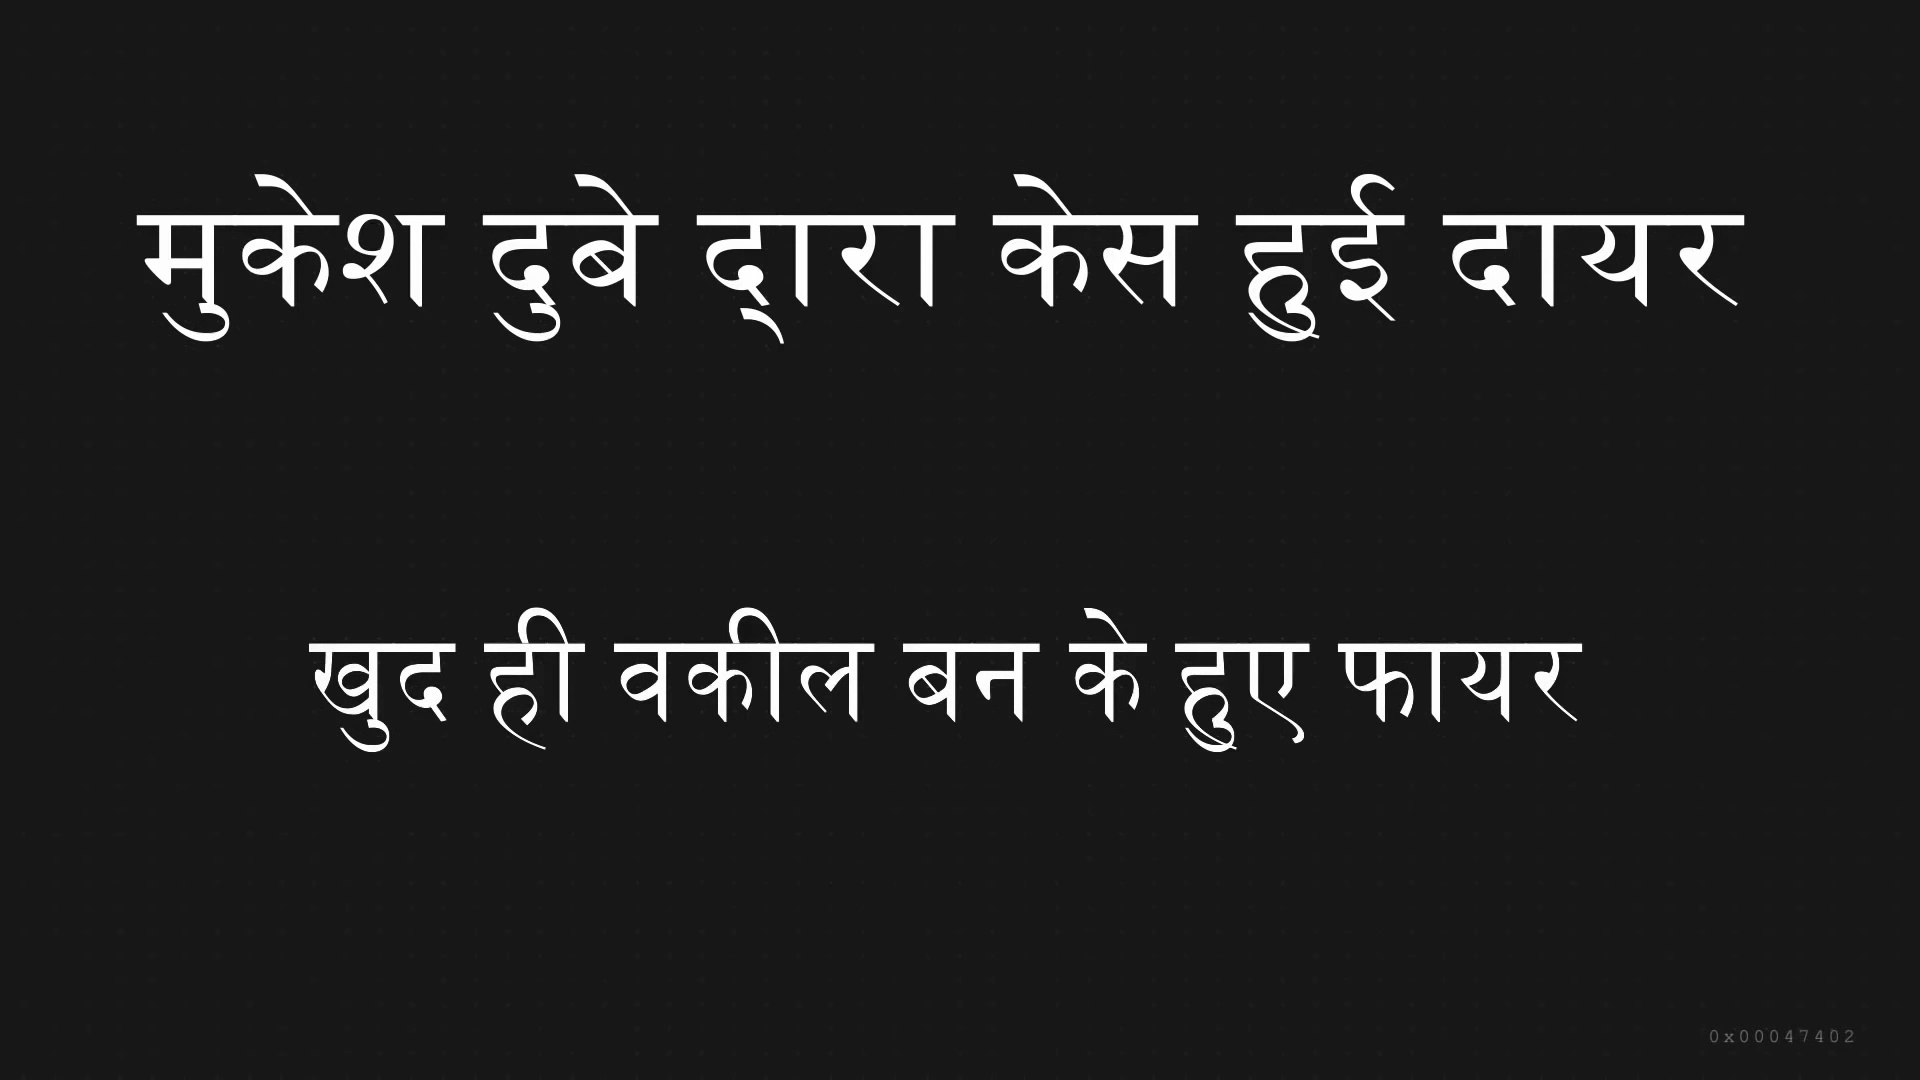 मुकेश दुबे द्ारा केस हुई दायर
खुद ही वकील बन के हुए फायर
0x00047402